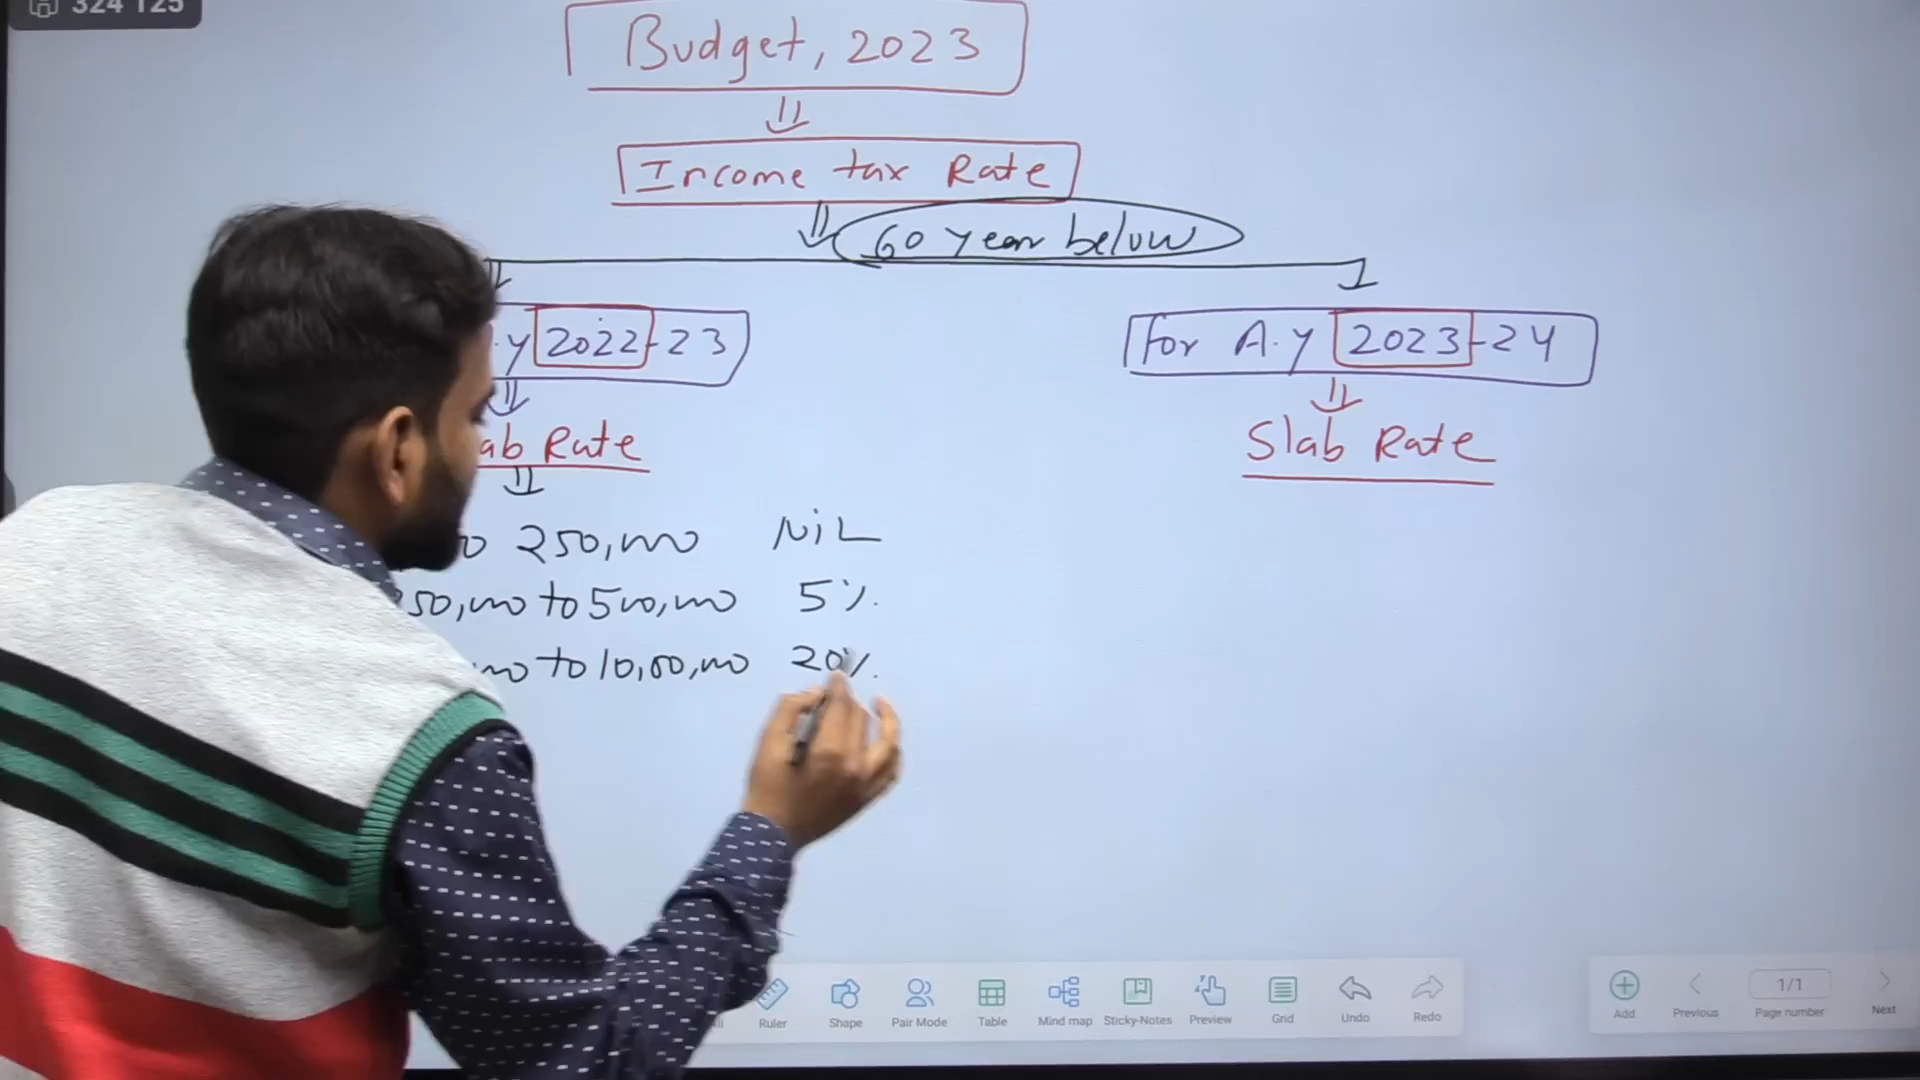 324 125
Budget, 2023
Income tax Rate
60 year below
.y 2022-23
for A.y 2023-24
ab Rate
Slab Rate
250,000 NiL
50,000 to 500,000 5%.
000 to 10,00,000 20%.
Ruler
Shape
Pair Mode
Table
Mind map
Sticky-Notes
Preview
Grid
Undo
Redo
Add
Previous
1/1
Page number
Next